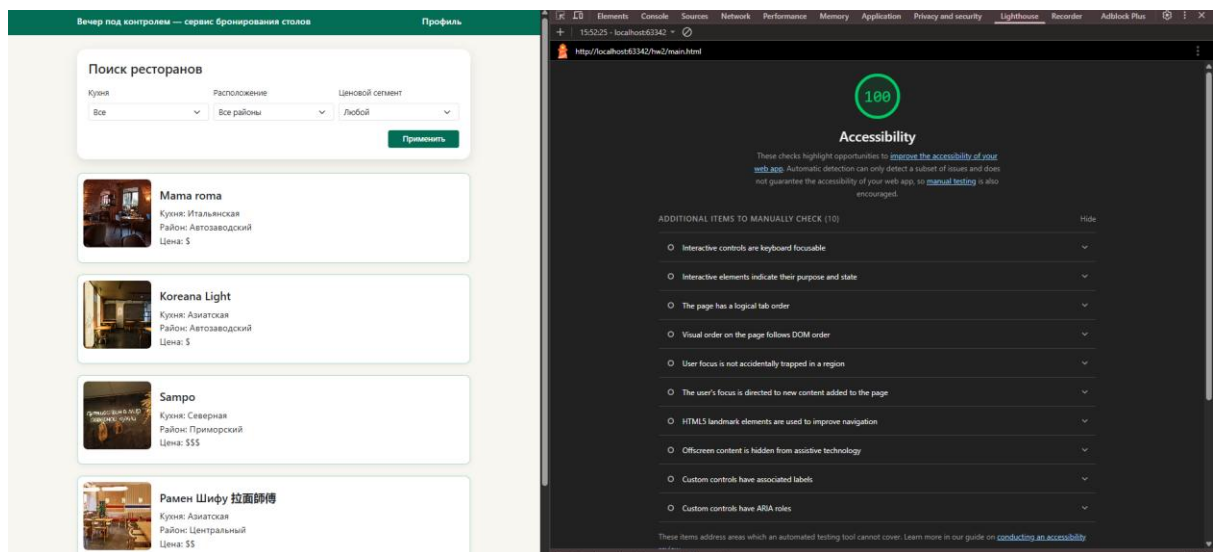 Вечер под контролем — сервис бронирования столов
Профиль
Поиск ресторанов
Кухня
Расположение
Ценовой сегмент
Все
Все районы
Любой
Применить
Mama roma
Кухня: Итальянская
Район: Автозаводский
Цена: $
Koreana Light
Кухня: Азиатская
Район: Автозаводский
Цена: $
Sampo
Кухня: Северная
Район: Приморский
Цена: $$$
Рамен Шифу 拉面師傅
Кухня: Азиатская
Район: Центральный
Цена: $$
Elements Console Sources Network Performance Memory Application Privacy and security Lighthouse Recorder Adblock Plus
15:52:25 - localhost:63342
http://localhost:63342/hw2/main.html
100
Accessibility
These checks highlight opportunities to improve the accessibility of your
web app. Automatic detection can only detect a subset of issues and does
not guarantee the accessibility of your web app, so manual testing is also
encouraged.
ADDITIONAL ITEMS TO MANUALLY CHECK (10)
Hide
Interactive controls are keyboard focusable
Interactive elements indicate their purpose and state
The page has a logical tab order
Visual order on the page follows DOM order
User focus is not accidentally trapped in a region
The user's focus is directed to new content added to the page
HTML5 landmark elements are used to improve navigation
Offscreen content is hidden from assistive technology
Custom controls have associated labels
Custom controls have ARIA roles
These items address areas which an automated testing tool cannot cover. Learn more in our guide on conducting an accessibility